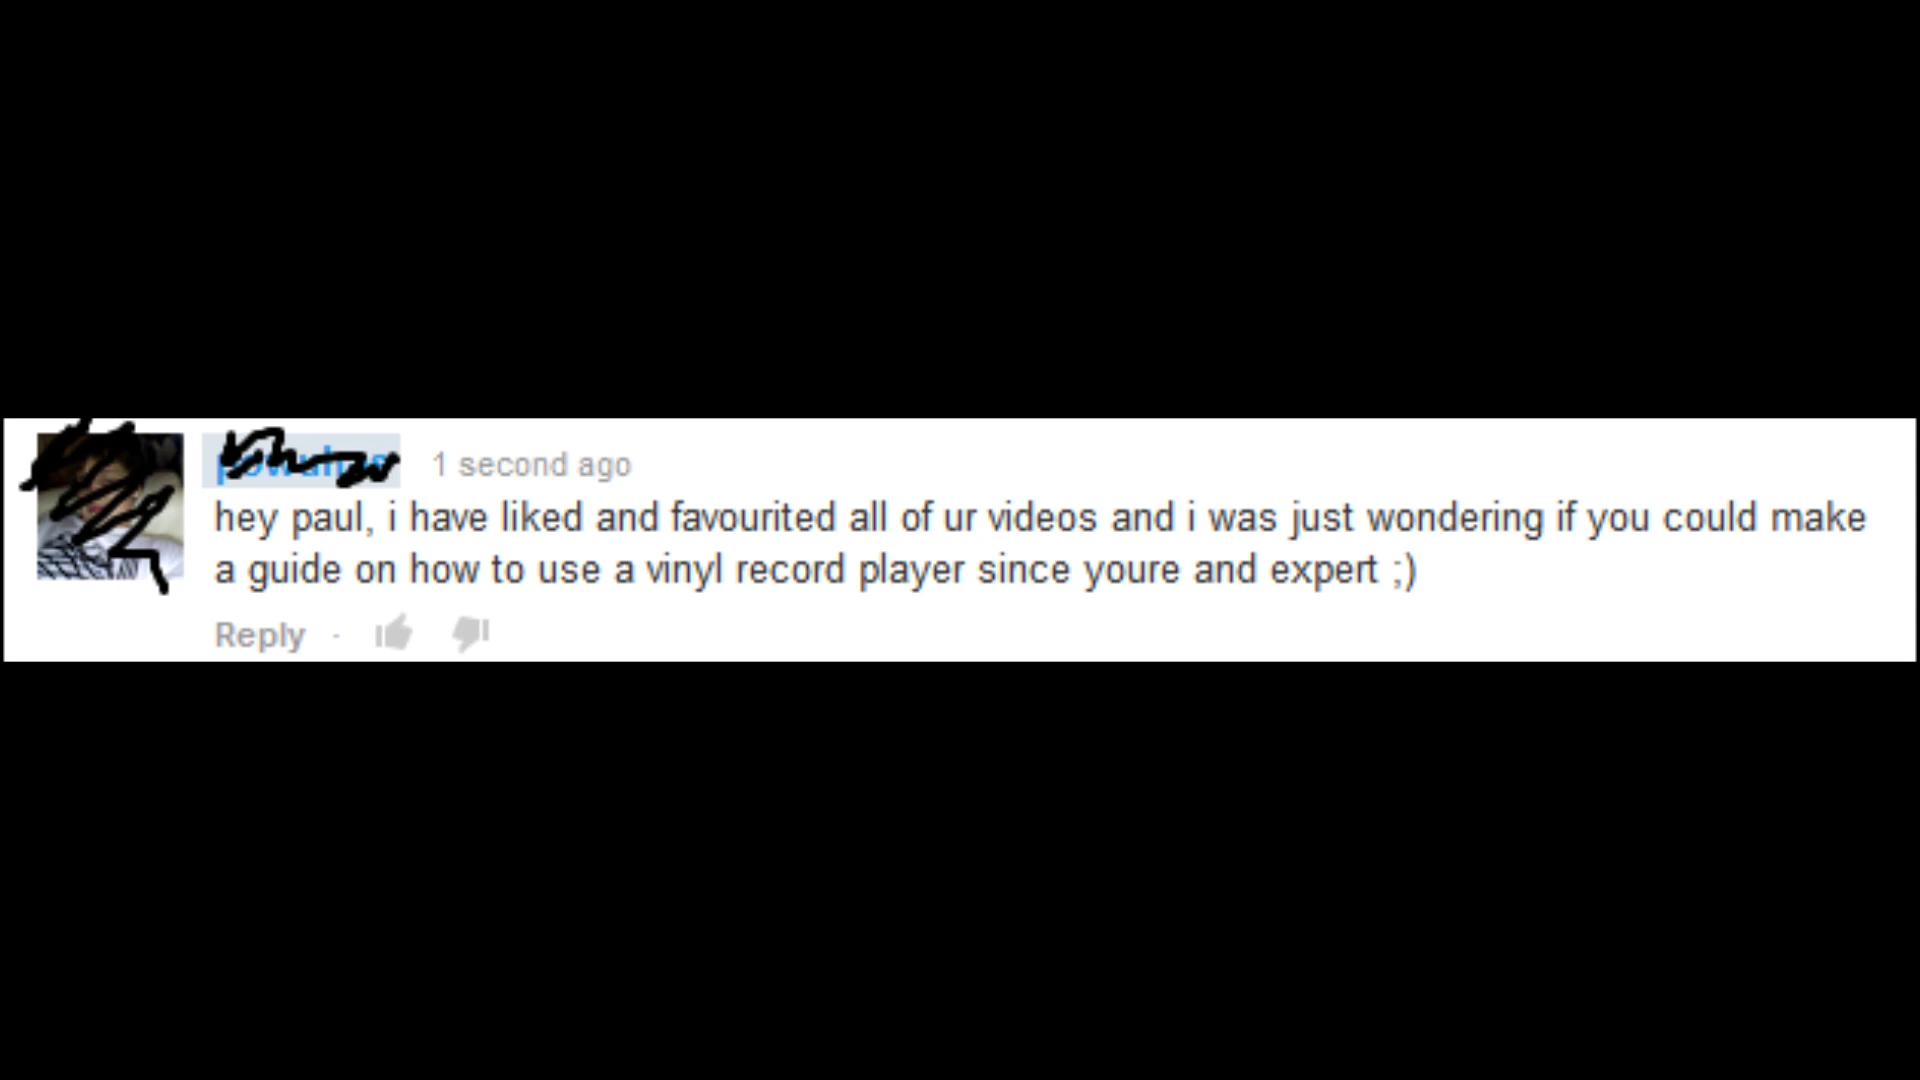 1 second ago
hey paul, i have liked and favourited all of ur videos and i was just wondering if you could make
a guide on how to use a vinyl record player since youre and expert ;)
Reply ·